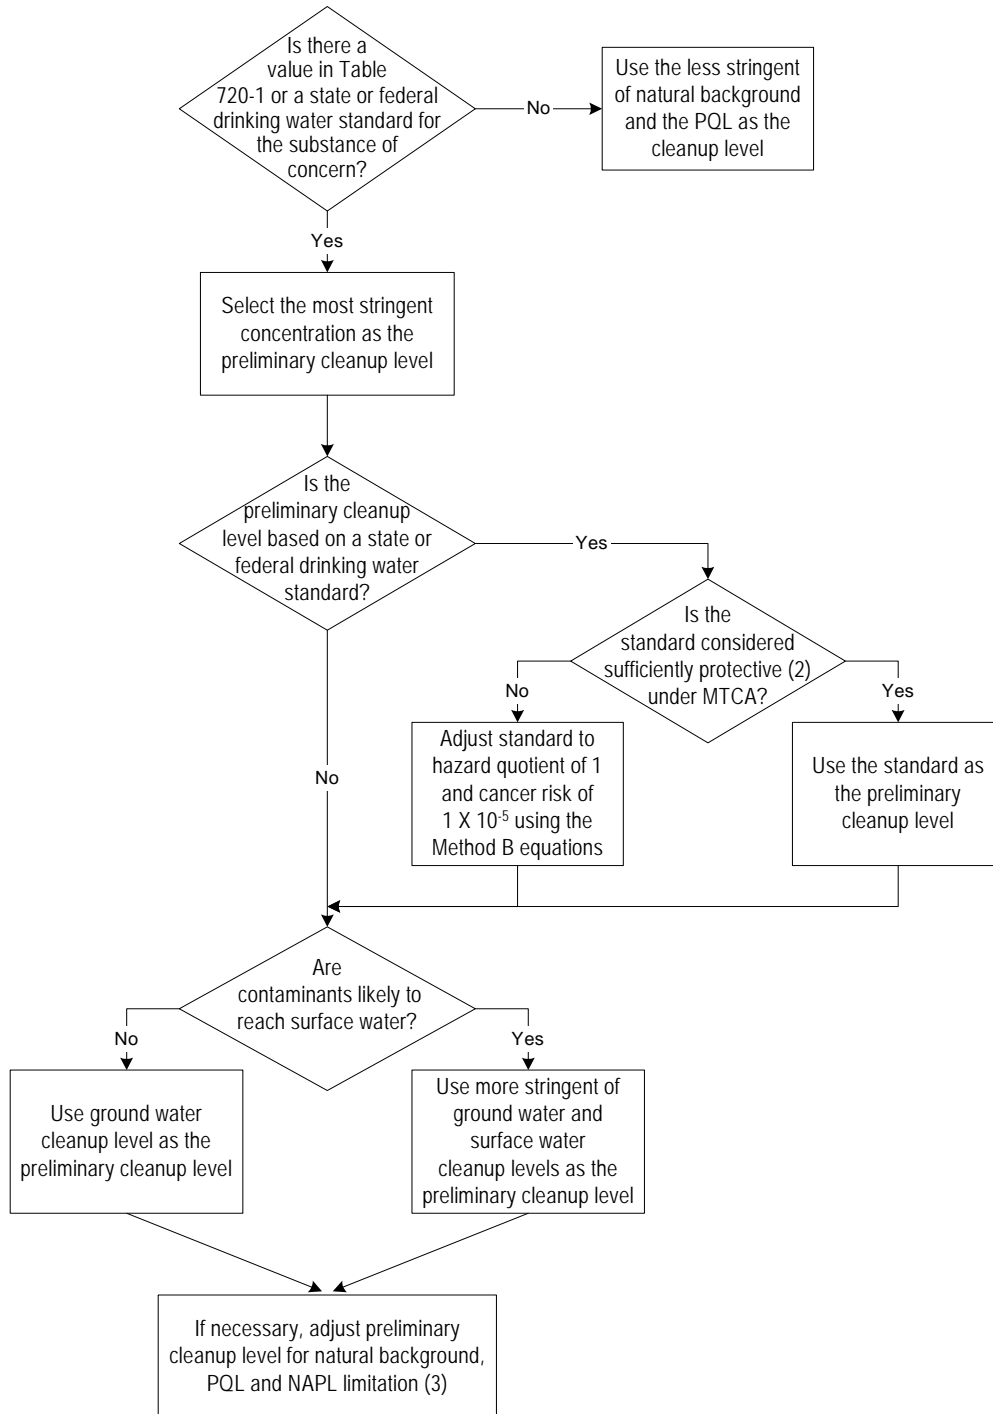 Is there a
value in Table
720-1 or a state or federal
drinking water standard for
the substance of
concern?
No
Use the less stringent
of natural background
and the PQL as the
cleanup level
Yes
Select the most stringent
concentration as the
preliminary cleanup level
Is the
preliminary cleanup
level based on a state or
federal drinking water
standard?
Yes
Is the
standard considered
sufficiently protective (2)
under MTCA?
No
Yes
Adjust standard to
hazard quotient of 1
and cancer risk of
1 X 10⁻⁵ using the
Method B equations
Use the standard as
the preliminary
cleanup level
No
Are
contaminants likely to
reach surface water?
No
Yes
Use ground water
cleanup level as the
preliminary cleanup level
Use more stringent of
ground water and
surface water
cleanup levels as the
preliminary cleanup level
If necessary, adjust preliminary
cleanup level for natural background,
PQL and NAPL limitation (3)